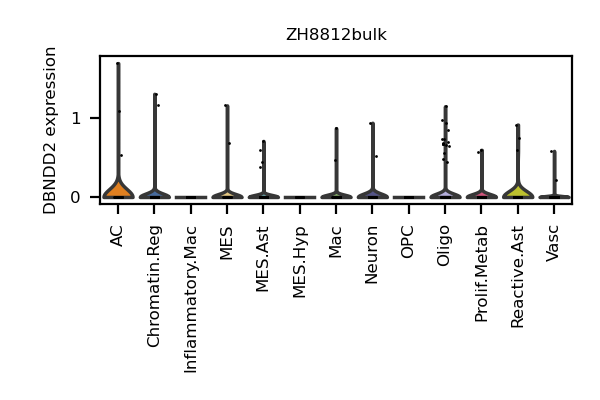 ZH8812bulk
DBNDD2 expression
1
0
AC
Chromatin.Reg
Inflammatory.Mac
MES
MES.Ast
MES.Hyp
Mac
Neuron
OPC
Oligo
Prolif.Metab
Reactive.Ast
Vasc